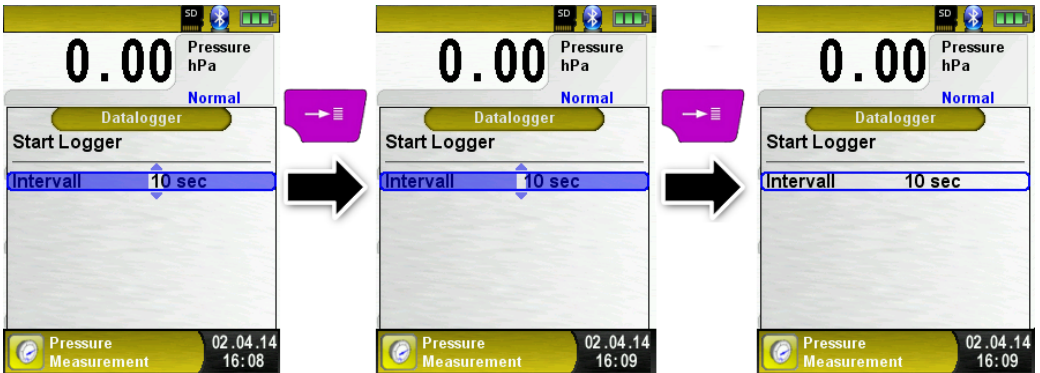 SD
0.00 Pressure
hPa
Normal
Datalogger
Start Logger
Intervall 10 sec
Pressure 02.04.14
Measurement 16:08
SD
0.00 Pressure
hPa
Normal
Datalogger
Start Logger
Intervall 10 sec
Pressure 02.04.14
Measurement 16:09
SD
0.00 Pressure
hPa
Normal
Datalogger
Start Logger
Intervall 10 sec
Pressure 02.04.14
Measurement 16:09